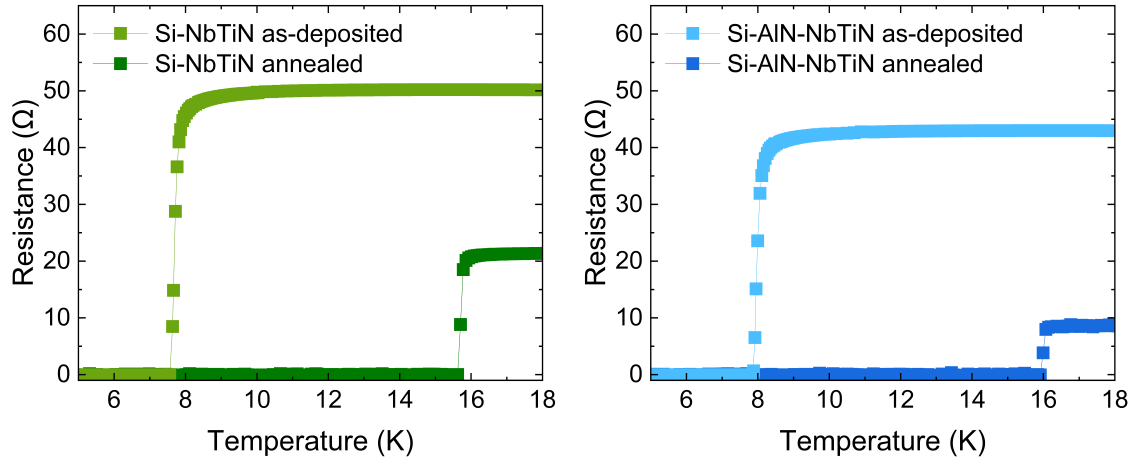 Si-NbTiN as-deposited
Si-NbTiN annealed
60
50
40
30
20
10
0
Resistance (Ω)
6 8 10 12 14 16 18
Temperature (K)
Si-AlN-NbTiN as-deposited
Si-AlN-NbTiN annealed
60
50
40
30
20
10
0
Resistance (Ω)
6 8 10 12 14 16 18
Temperature (K)